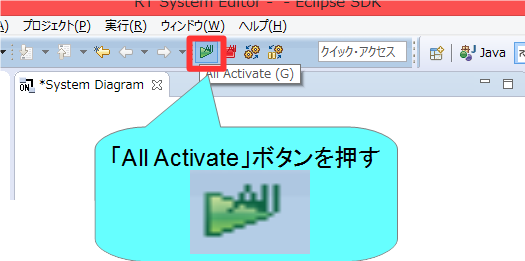 RT System Editor - - Eclipse SDK
プロジェクト(P) 実行(R) ウィンドウ(W) ヘルプ(H)
クイック・アクセス
Java
All Activate (G)
ON
*System Diagram
「All Activate」ボタンを押す
All